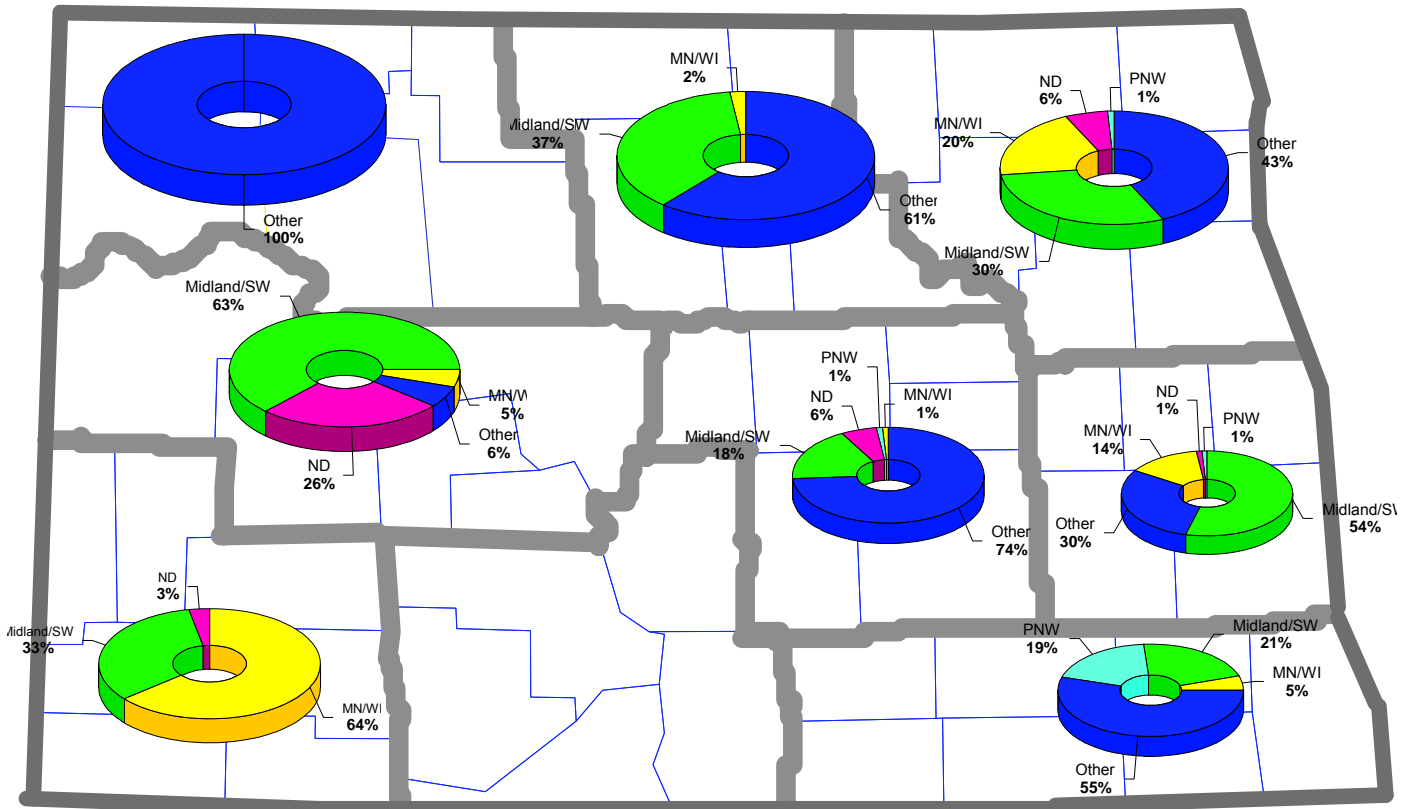 Other
100%
MN/WI
2%
Midland/SW
37%
Other
61%
ND
6%
PNW
1%
MN/WI
20%
Other
43%
Midland/SW
30%
Midland/SW
63%
MN/W
5%
Other
6%
ND
26%
PNW
1%
ND
6%
MN/WI
1%
Midland/SW
18%
Other
74%
ND
1%
PNW
1%
MN/WI
14%
Other
30%
Midland/SW
54%
ND
3%
Midland/SW
33%
MN/WI
64%
PNW
19%
Midland/SW
21%
MN/WI
5%
Other
55%